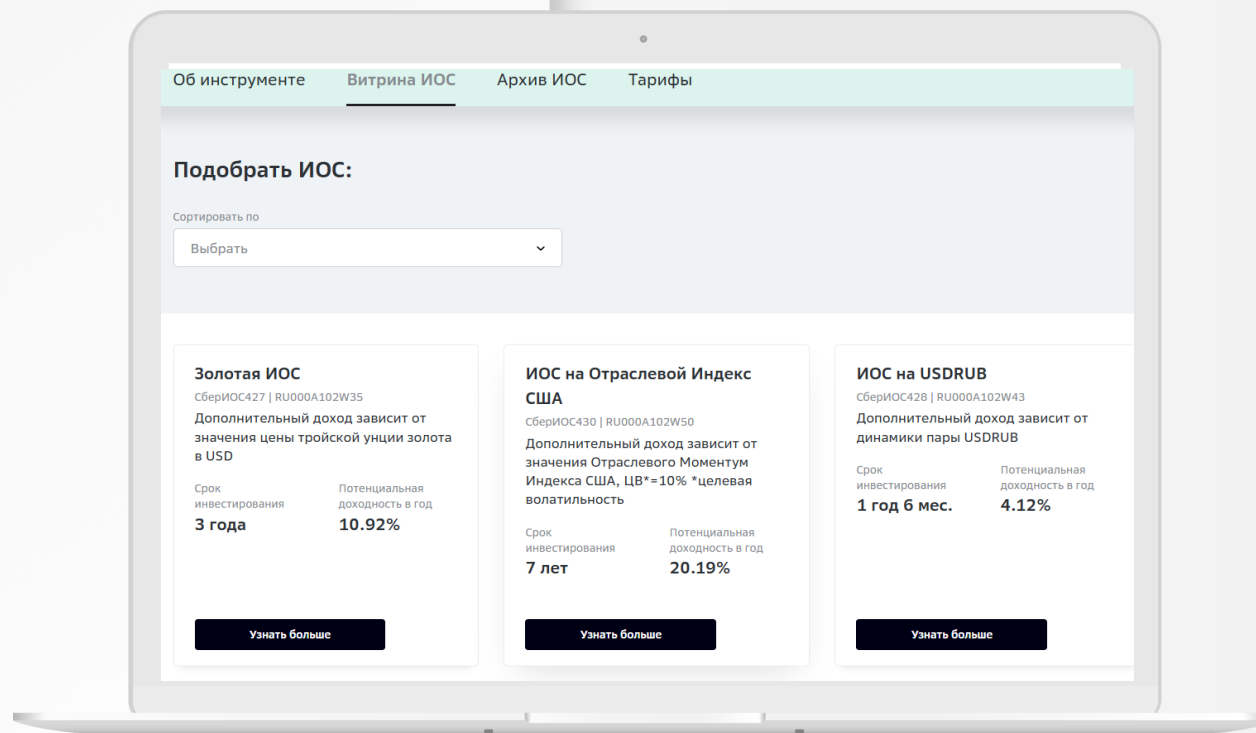 Об инструменте Витрина ИОС Архив ИОС Тарифы
Подобрать ИОС:
Сортировать по
Выбрать
Золотая ИОС
СберИОС427 | RU000A102W35
Дополнительный доход зависит от
значения цены тройской унции золота
в USD
Срок
инвестирования
3 года
Потенциальная
доходность в год
10.92%
Узнать больше
ИОС на Отраслевой Индекс
США
СберИОС430 | RU000A102W50
Дополнительный доход зависит от
значения Отраслевого Моментум
Индекса США, ЦВ*=10% *целевая
волатильность
Срок
инвестирования
7 лет
Потенциальная
доходность в год
20.19%
Узнать больше
ИОС на USDRUB
СберИОС428 | RU000A102W43
Дополнительный доход зависит от
динамики пары USDRUB
Срок
инвестирования
1 год 6 мес.
Потенциальная
доходность в год
4.12%
Узнать больше